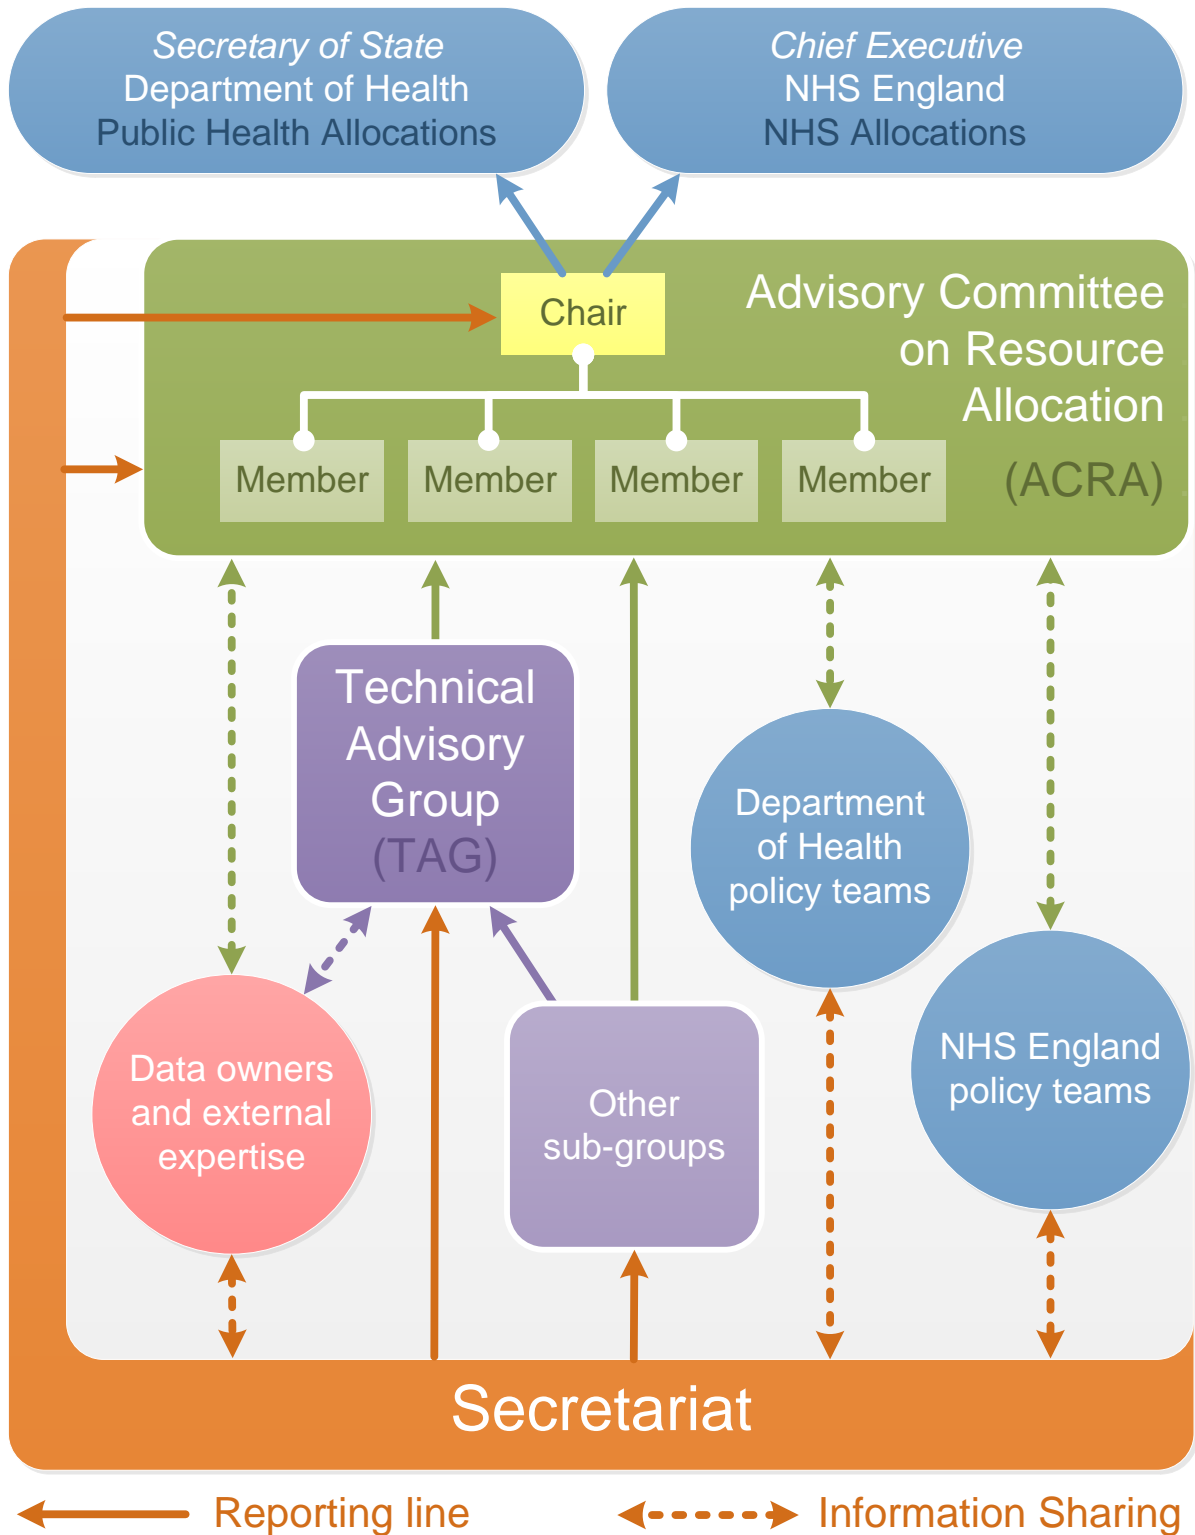 Secretary of State
Department of Health
Public Health Allocations
Chief Executive
NHS England
NHS Allocations
Chair
Advisory Committee
on Resource
Allocation
(ACRA)
Member
Member
Member
Member
Technical
Advisory
Group
(TAG)
Department
of Health
policy teams
NHS England
policy teams
Data owners
and external
expertise
Other
sub-groups
Secretariat
Reporting line
Information Sharing